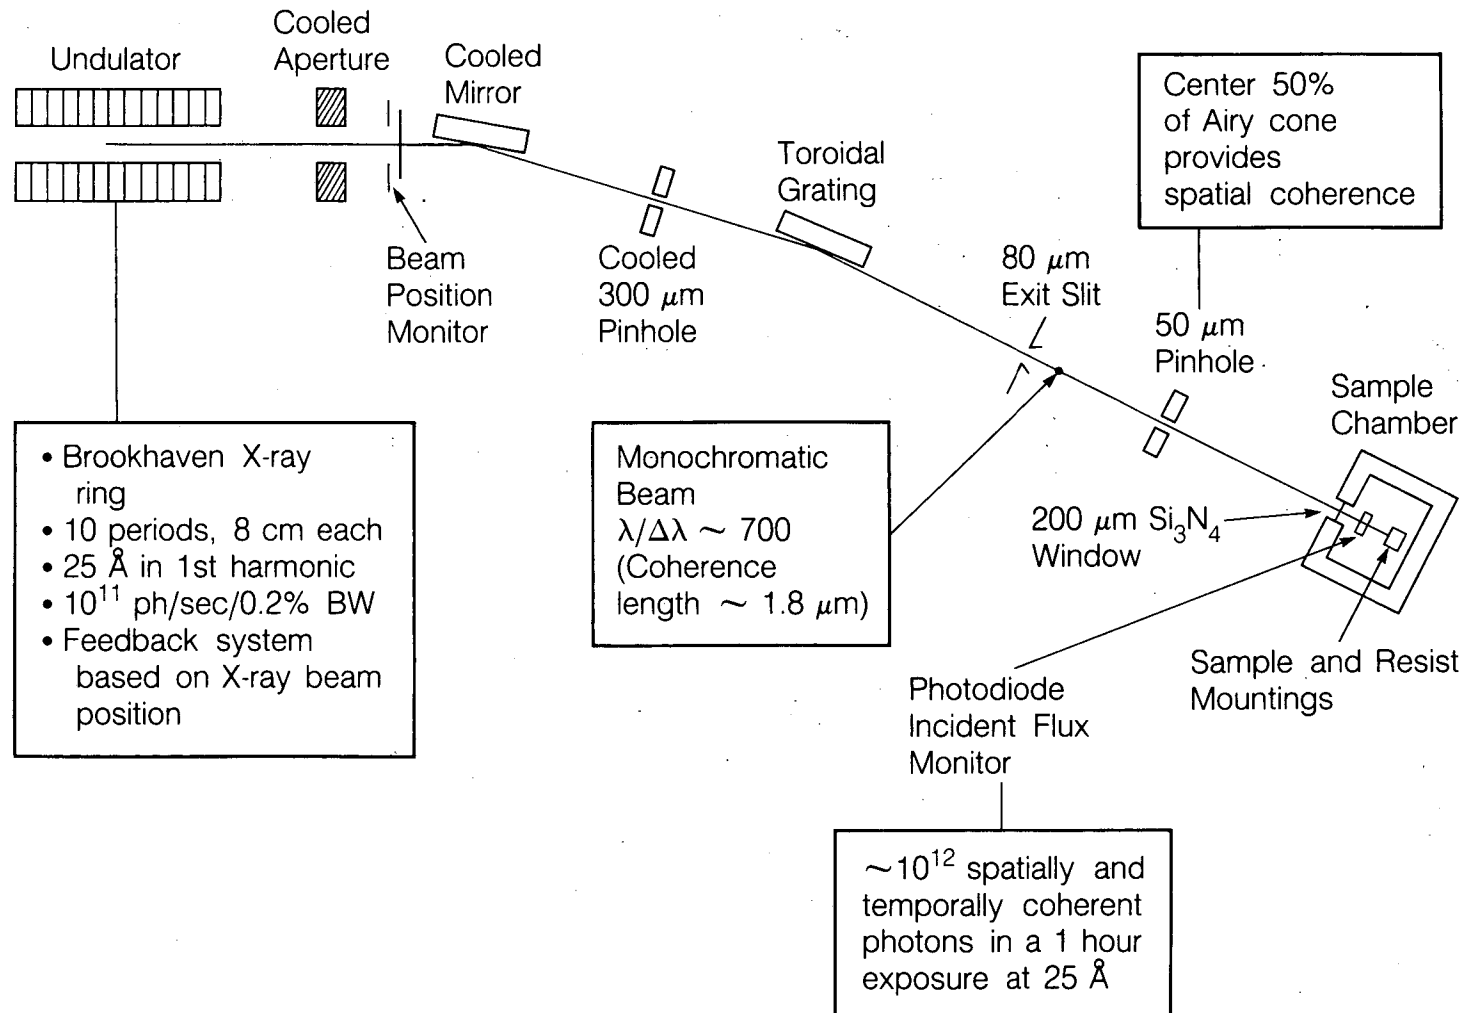 Undulator
Cooled
Aperture
Cooled
Mirror
Beam
Position
Monitor
Cooled
300 μm
Pinhole
Toroidal
Grating
80 μm
Exit Slit
Center 50%
of Airy cone
provides
spatial coherence
50 μm
Pinhole
Sample
Chamber
• Brookhaven X-ray
ring
• 10 periods, 8 cm each
• 25 Å in 1st harmonic
• 10¹¹ ph/sec/0.2% BW
• Feedback system
based on X-ray beam
position
Monochromatic
Beam
λ/Δλ ~ 700
(Coherence
length ~ 1.8 μm)
200 μm Si₃N₄
Window
Sample and Resist
Mountings
Photodiode
Incident Flux
Monitor
~10¹² spatially and
temporally coherent
photons in a 1 hour
exposure at 25 Å